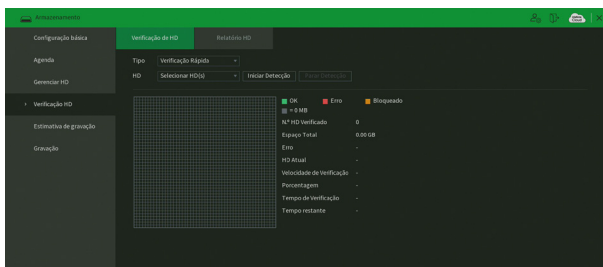 Armazenamento
Configuração básica
Agenda
Gerenciar HD
Verificação HD
Estimativa de gravação
Gravação
Verificação de HD
Relatório HD
Tipo Verificação Rápida
HD Selecionar HD(s) Iniciar Detecção Parar Detecção
OK Erro Bloqueado
= 0 MB
N.º HD Verificado 0
Espaço Total 0.00 GB
Erro -
HD Atual -
Velocidade de Verificação -
Porcentagem -
Tempo de Verificação -
Tempo restante -